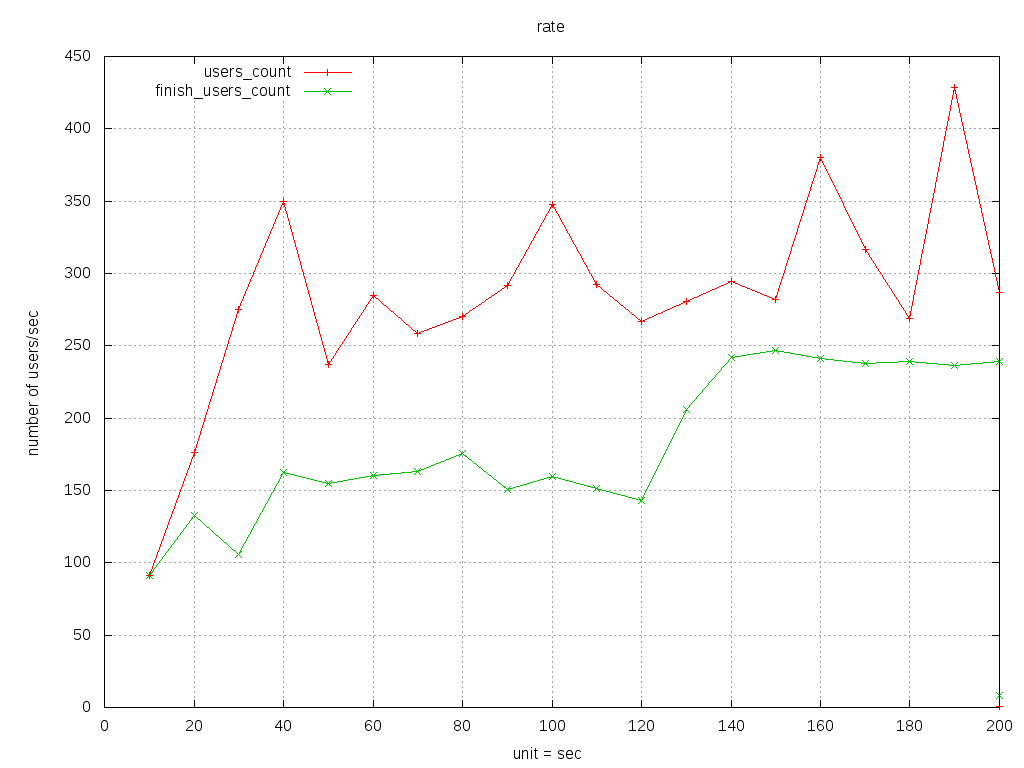 rate
users_count
finish_users_count
450
400
350
300
250
200
150
100
50
0
number of users/sec
0 20 40 60 80 100 120 140 160 180 200
unit = sec